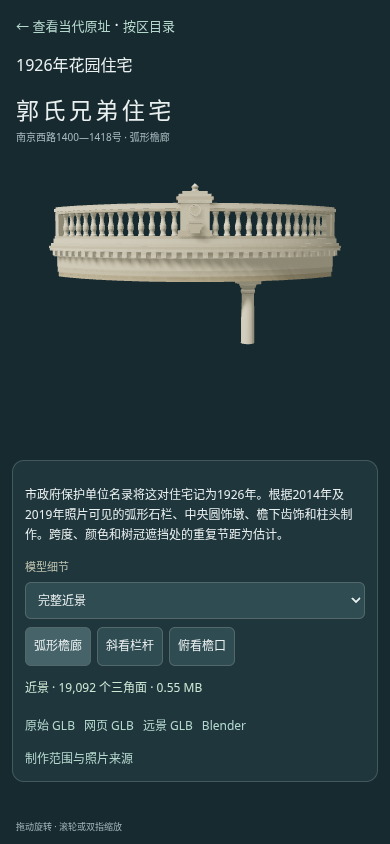 ← 查看当代原址 · 按区目录
1926年花园住宅
郭氏兄弟住宅
南京西路1400—1418号 · 弧形檐廊
市政府保护单位名录将这对住宅记为1926年。根据2014年及
2019年照片可见的弧形石栏、中央圆饰墩、檐下齿饰和柱头制
作。跨度、颜色和树冠遮挡处的重复节距为估计。
模型细节
完整近景
弧形檐廊 斜看栏杆 俯看檐口
近景 · 19,092 个三角面 · 0.55 MB
原始 GLB 网页 GLB 远景 GLB Blender
制作范围与照片来源
拖动旋转 · 滚轮或双指缩放